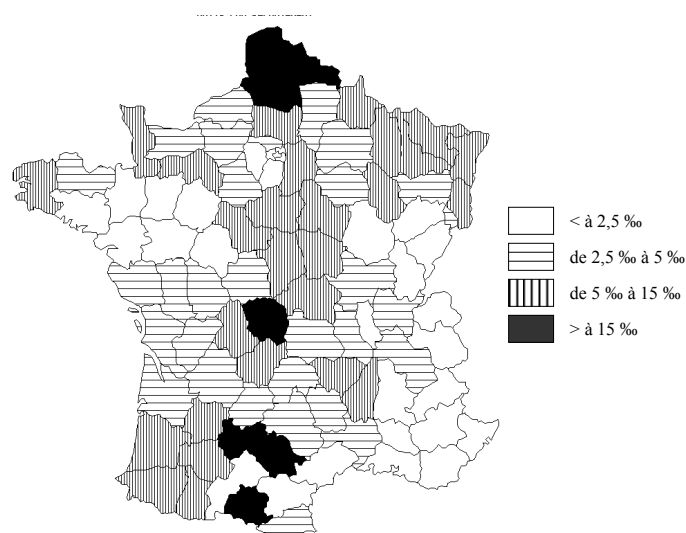 < à 2,5 ‰
de 2,5 ‰ à 5 ‰
de 5 ‰ à 15 ‰
> à 15 ‰